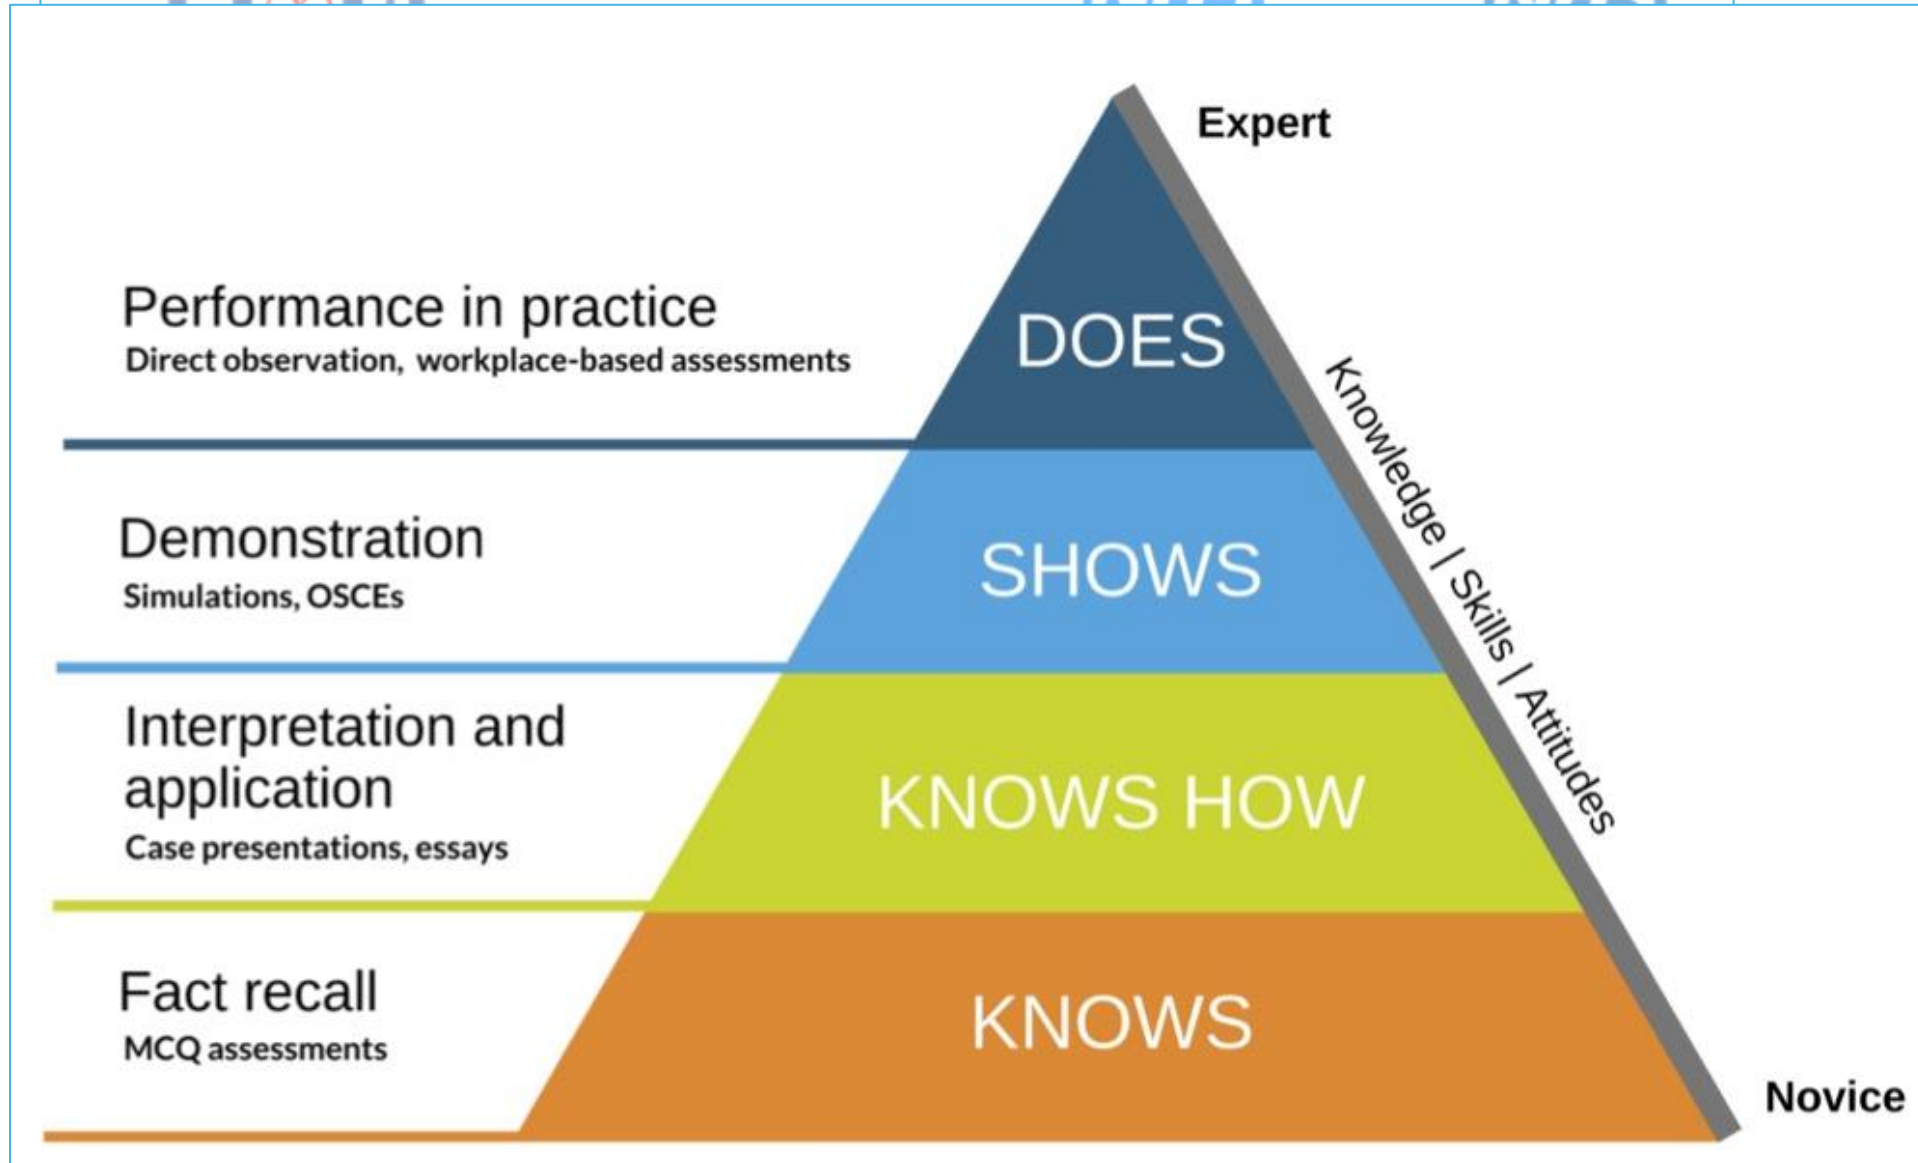 Expert
Performance in practice
Direct observation, workplace-based assessments
DOES
Knowledge | Skills | Attitudes
Demonstration
Simulations, OSCEs
SHOWS
Interpretation and
application
Case presentations, essays
KNOWS HOW
Fact recall
MCQ assessments
KNOWS
Novice